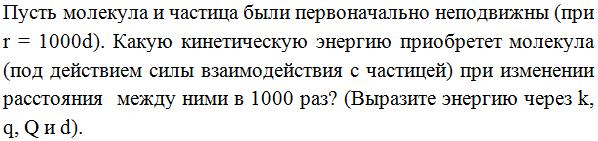 Пусть молекула и частица были первоначально неподвижны (при
r = 1000d). Какую кинетическую энергию приобретет молекула
(под действием силы взаимодействия с частицей) при изменении
расстояния между ними в 1000 раз? (Выразите энергию через k,
q, Q и d).